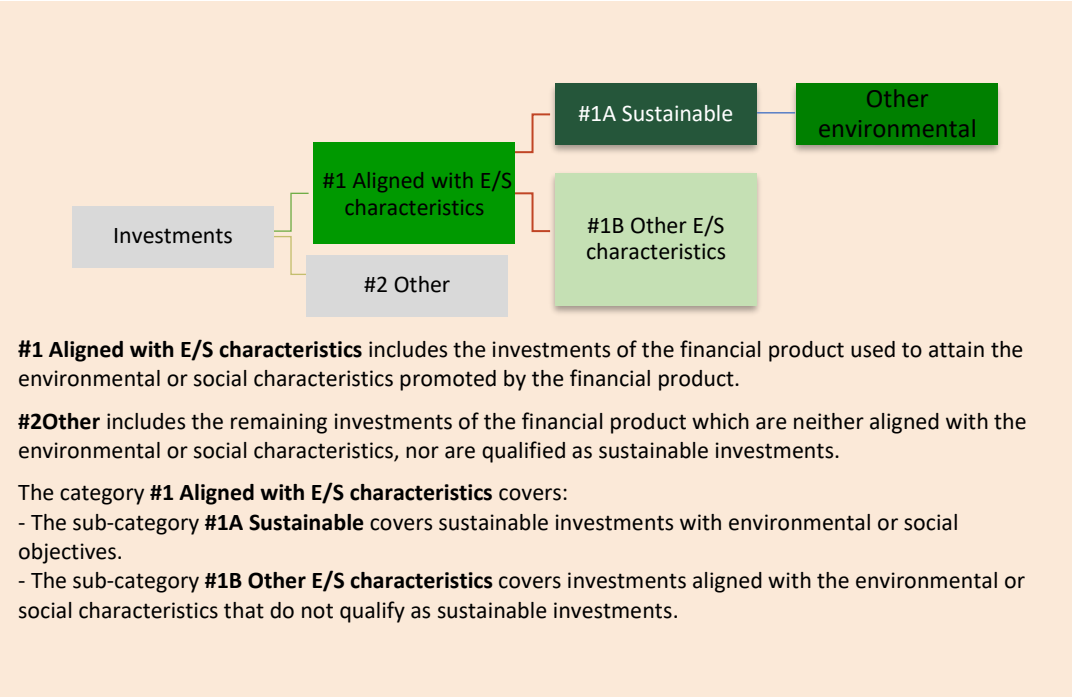 #1A Sustainable
Other
environmental
#1 Aligned with E/S
characteristics
#1B Other E/S
characteristics
Investments
#2 Other
#1 Aligned with E/S characteristics includes the investments of the financial product used to attain the
environmental or social characteristics promoted by the financial product.
#2Other includes the remaining investments of the financial product which are neither aligned with the
environmental or social characteristics, nor are qualified as sustainable investments.
The category #1 Aligned with E/S characteristics covers:
- The sub-category #1A Sustainable covers sustainable investments with environmental or social
objectives.
- The sub-category #1B Other E/S characteristics covers investments aligned with the environmental or
social characteristics that do not qualify as sustainable investments.